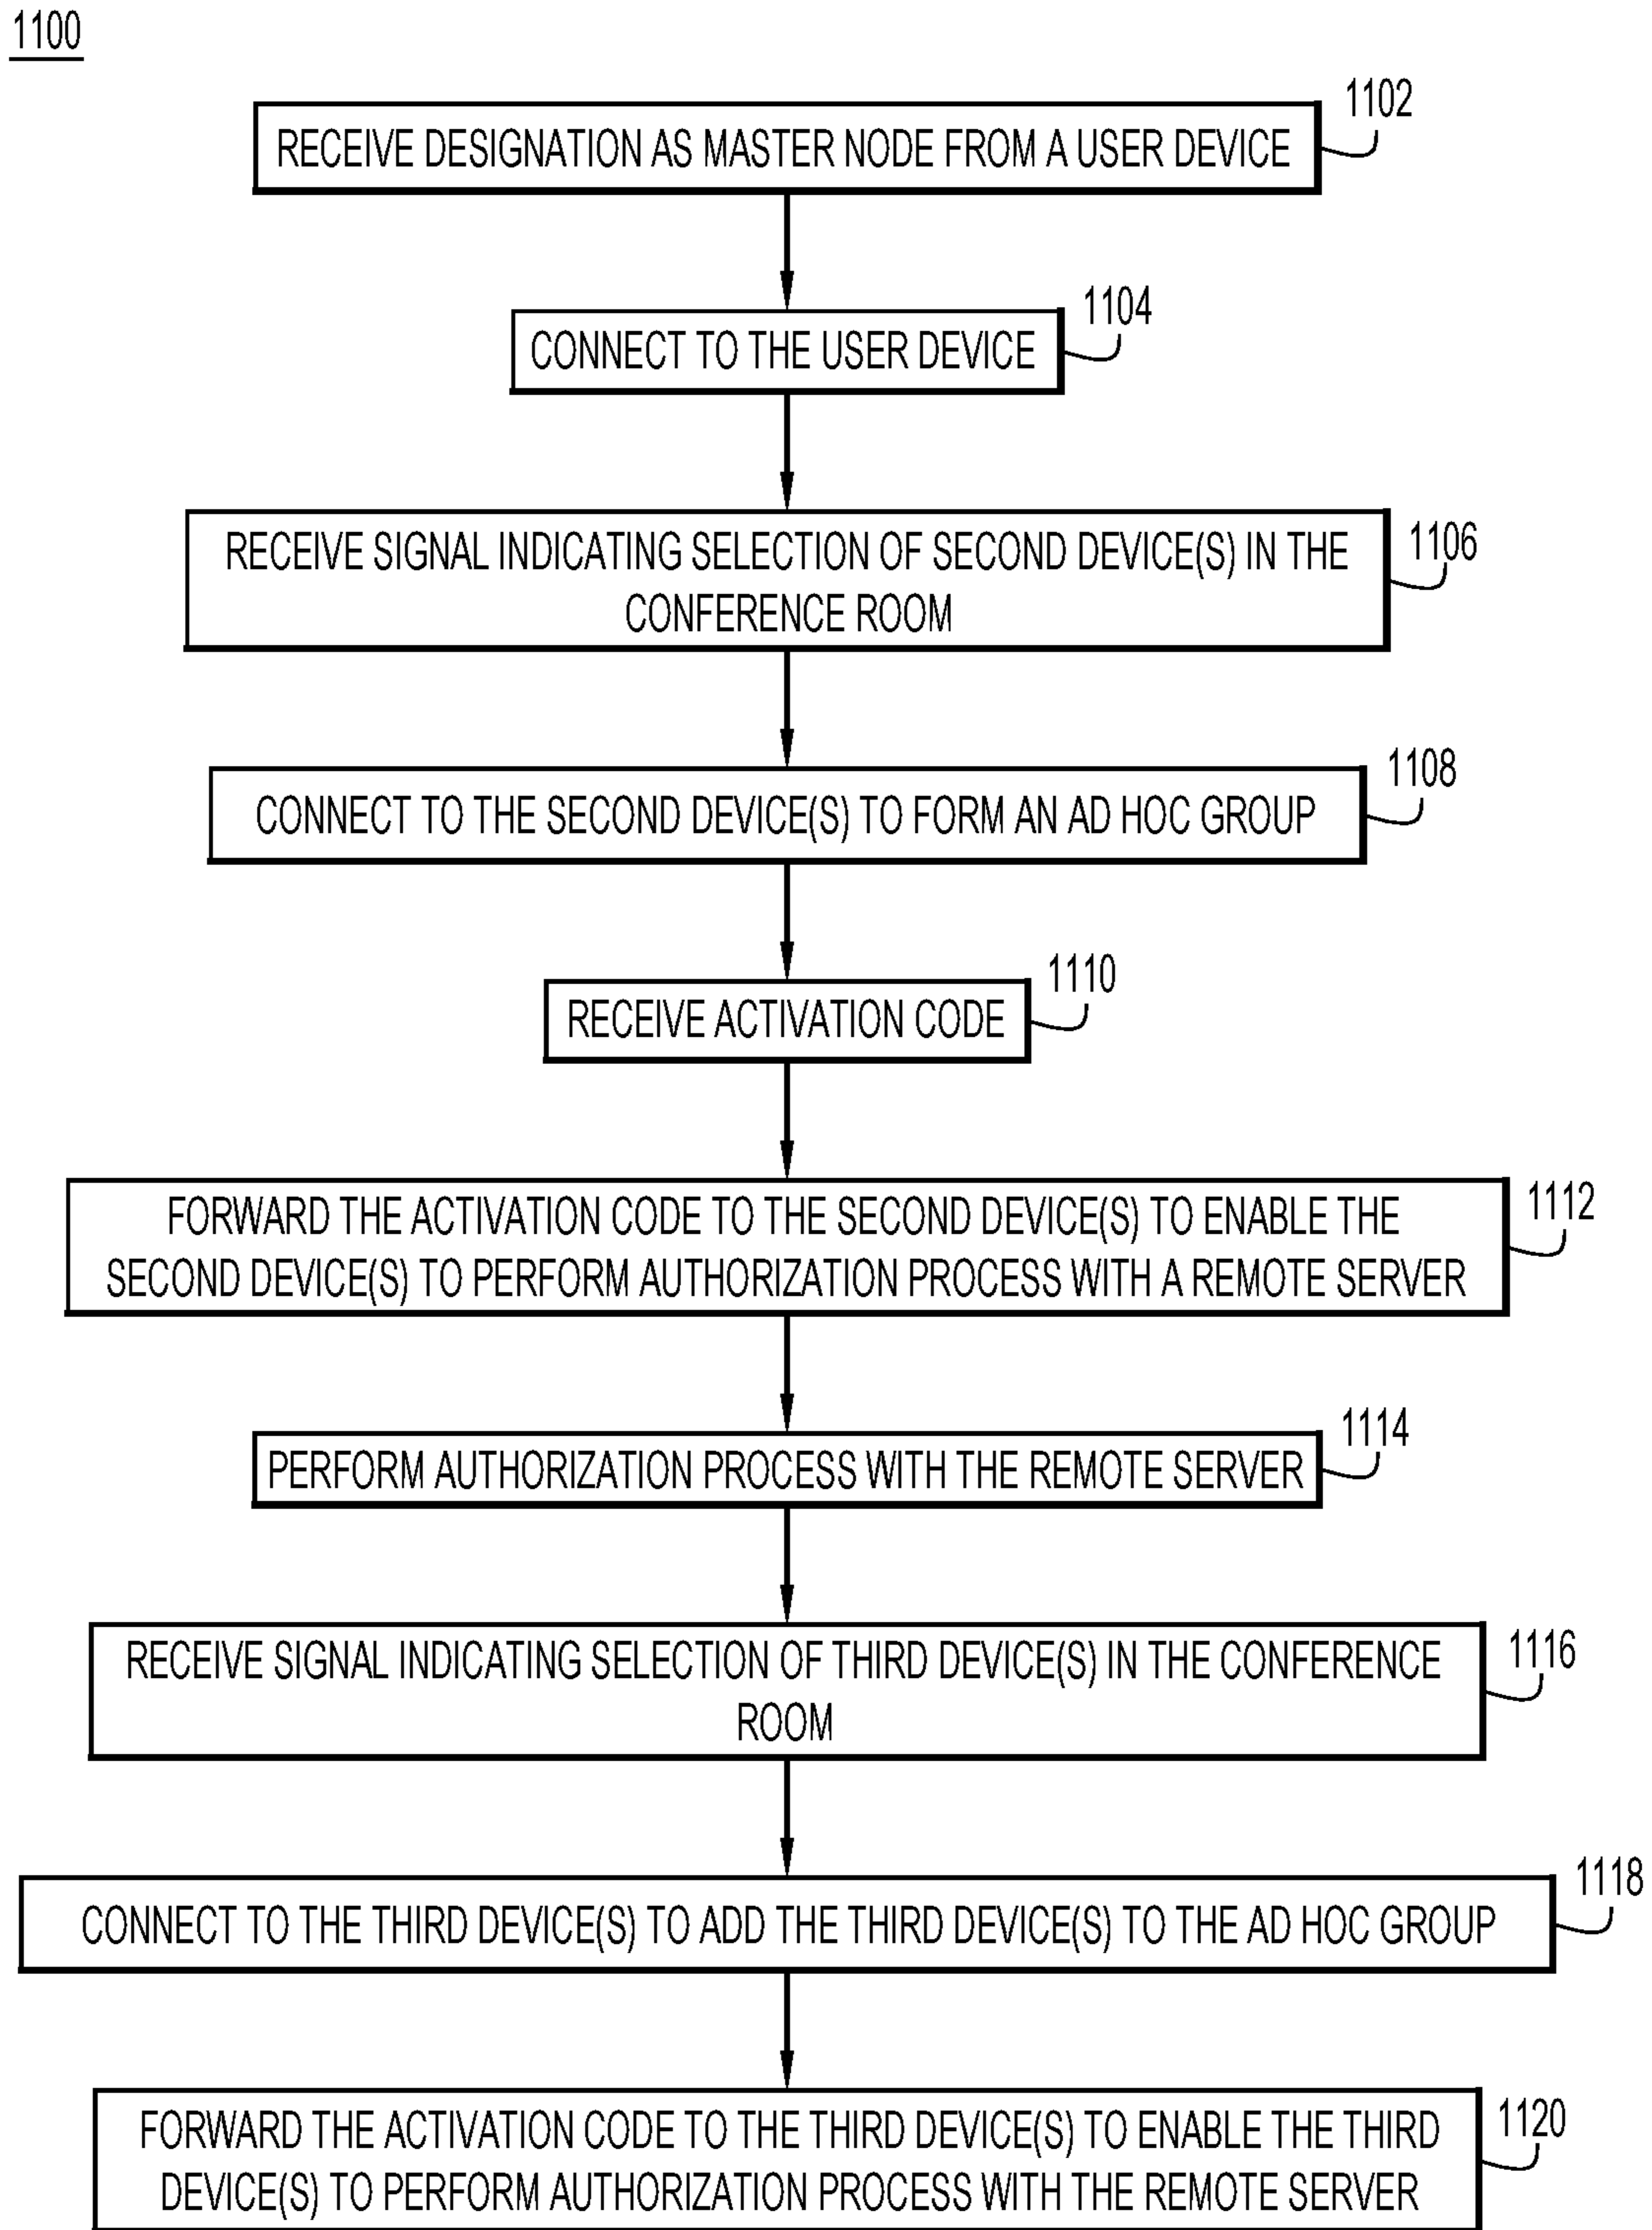 1100
1102
RECEIVE DESIGNATION AS MASTER NODE FROM A USER DEVICE
1104
CONNECT TO THE USER DEVICE
1106
RECEIVE SIGNAL INDICATING SELECTION OF SECOND DEVICE(S) IN THE
CONFERENCE ROOM
1108
CONNECT TO THE SECOND DEVICE(S) TO FORM AN AD HOC GROUP
1110
RECEIVE ACTIVATION CODE
1112
FORWARD THE ACTIVATION CODE TO THE SECOND DEVICE(S) TO ENABLE THE
SECOND DEVICE(S) TO PERFORM AUTHORIZATION PROCESS WITH A REMOTE SERVER
1114
PERFORM AUTHORIZATION PROCESS WITH THE REMOTE SERVER
1116
RECEIVE SIGNAL INDICATING SELECTION OF THIRD DEVICE(S) IN THE CONFERENCE
ROOM
1118
CONNECT TO THE THIRD DEVICE(S) TO ADD THE THIRD DEVICE(S) TO THE AD HOC GROUP
1120
FORWARD THE ACTIVATION CODE TO THE THIRD DEVICE(S) TO ENABLE THE THIRD
DEVICE(S) TO PERFORM AUTHORIZATION PROCESS WITH THE REMOTE SERVER